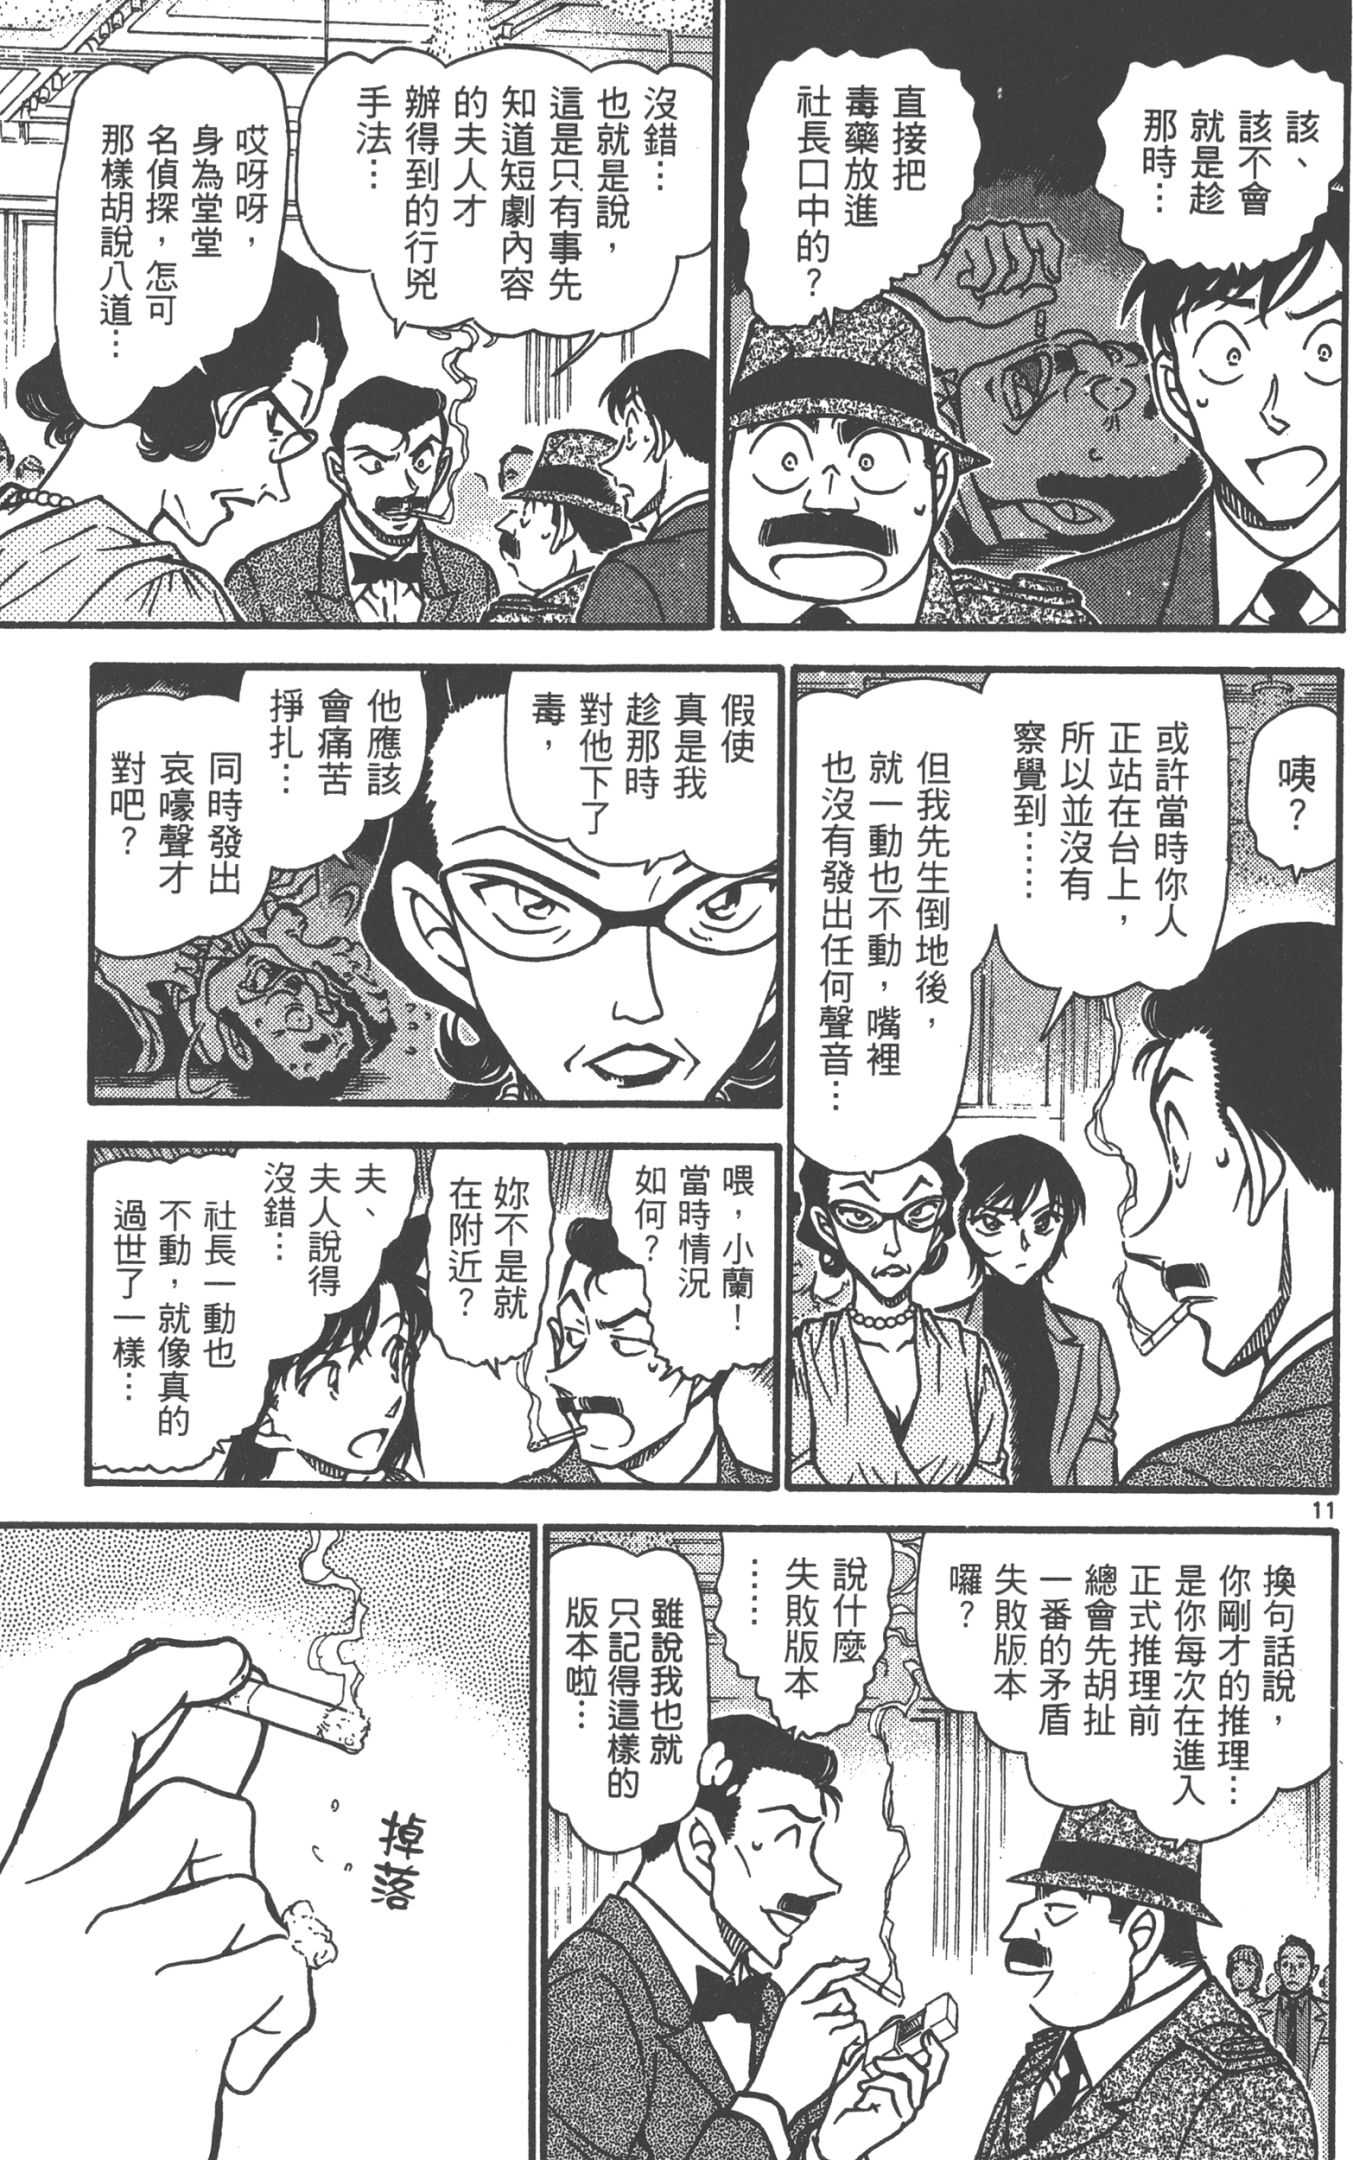 該、
該不會
就是趁
那時…
直接把
毒藥放進
社長口中的？
沒錯…
也就是說，
這是只有事先
知道短劇內容
的夫人才
辦得到的行兇
手法…
哎呀呀，
身為堂堂
名偵探，怎可
那樣胡說八道…
咦？
或許當時你人
正站在台上，
所以並沒有
察覺到……
但我先生倒地後，
就一動也不動，嘴裡
也沒有發出任何聲音…
假使
真是我
趁那時
對他下了
毒，
他應該
會痛苦
掙扎…
同時發出
哀嚎聲才
對吧？
喂，小蘭！
當時情況
如何？
妳不是就
在附近？
夫、
夫人說得
沒錯…
社長一動也
不動，就像真的
過世了一樣…
11
換句話說，
你剛才的推理…
是你每次在進入
正式推理前
總會先胡扯
一番的矛盾
失敗版本
囉？
說什麼
失敗版本
……
雖說我也就
只記得這樣的
版本啦…
掉落